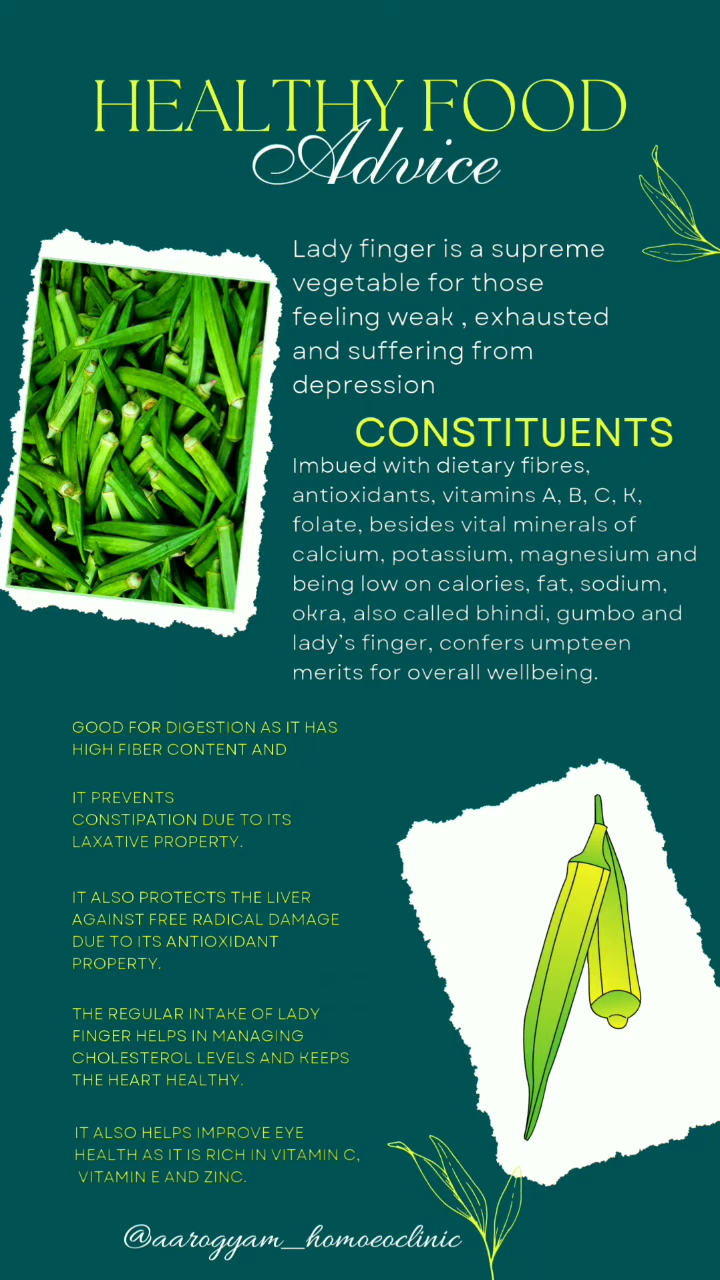 HEALTHY FOOD
Advice
Lady finger is a supreme
vegetable for those
feeling weak , exhausted
and suffering from
depression
CONSTITUENTS
Imbued with dietary fibres,
antioxidants, vitamins A, B, C, K,
folate, besides vital minerals of
calcium, potassium, magnesium and
being low on calories, fat, sodium,
okra, also called bhindi, gumbo and
lady's finger, confers umpteen
merits for overall wellbeing.
GOOD FOR DIGESTION AS IT HAS
HIGH FIBER CONTENT AND
IT PREVENTS
CONSTIPATION DUE TO ITS
LAXATIVE PROPERTY.
IT ALSO PROTECTS THE LIVER
AGAINST FREE RADICAL DAMAGE
DUE TO ITS ANTIOXIDANT
PROPERTY.
THE REGULAR INTAKE OF LADY
FINGER HELPS IN MANAGING
CHOLESTEROL LEVELS AND KEEPS
THE HEART HEALTHY.
IT ALSO HELPS IMPROVE EYE
HEALTH AS IT IS RICH IN VITAMIN C,
VITAMIN E AND ZINC.
@aarogyam_homoeoclinic